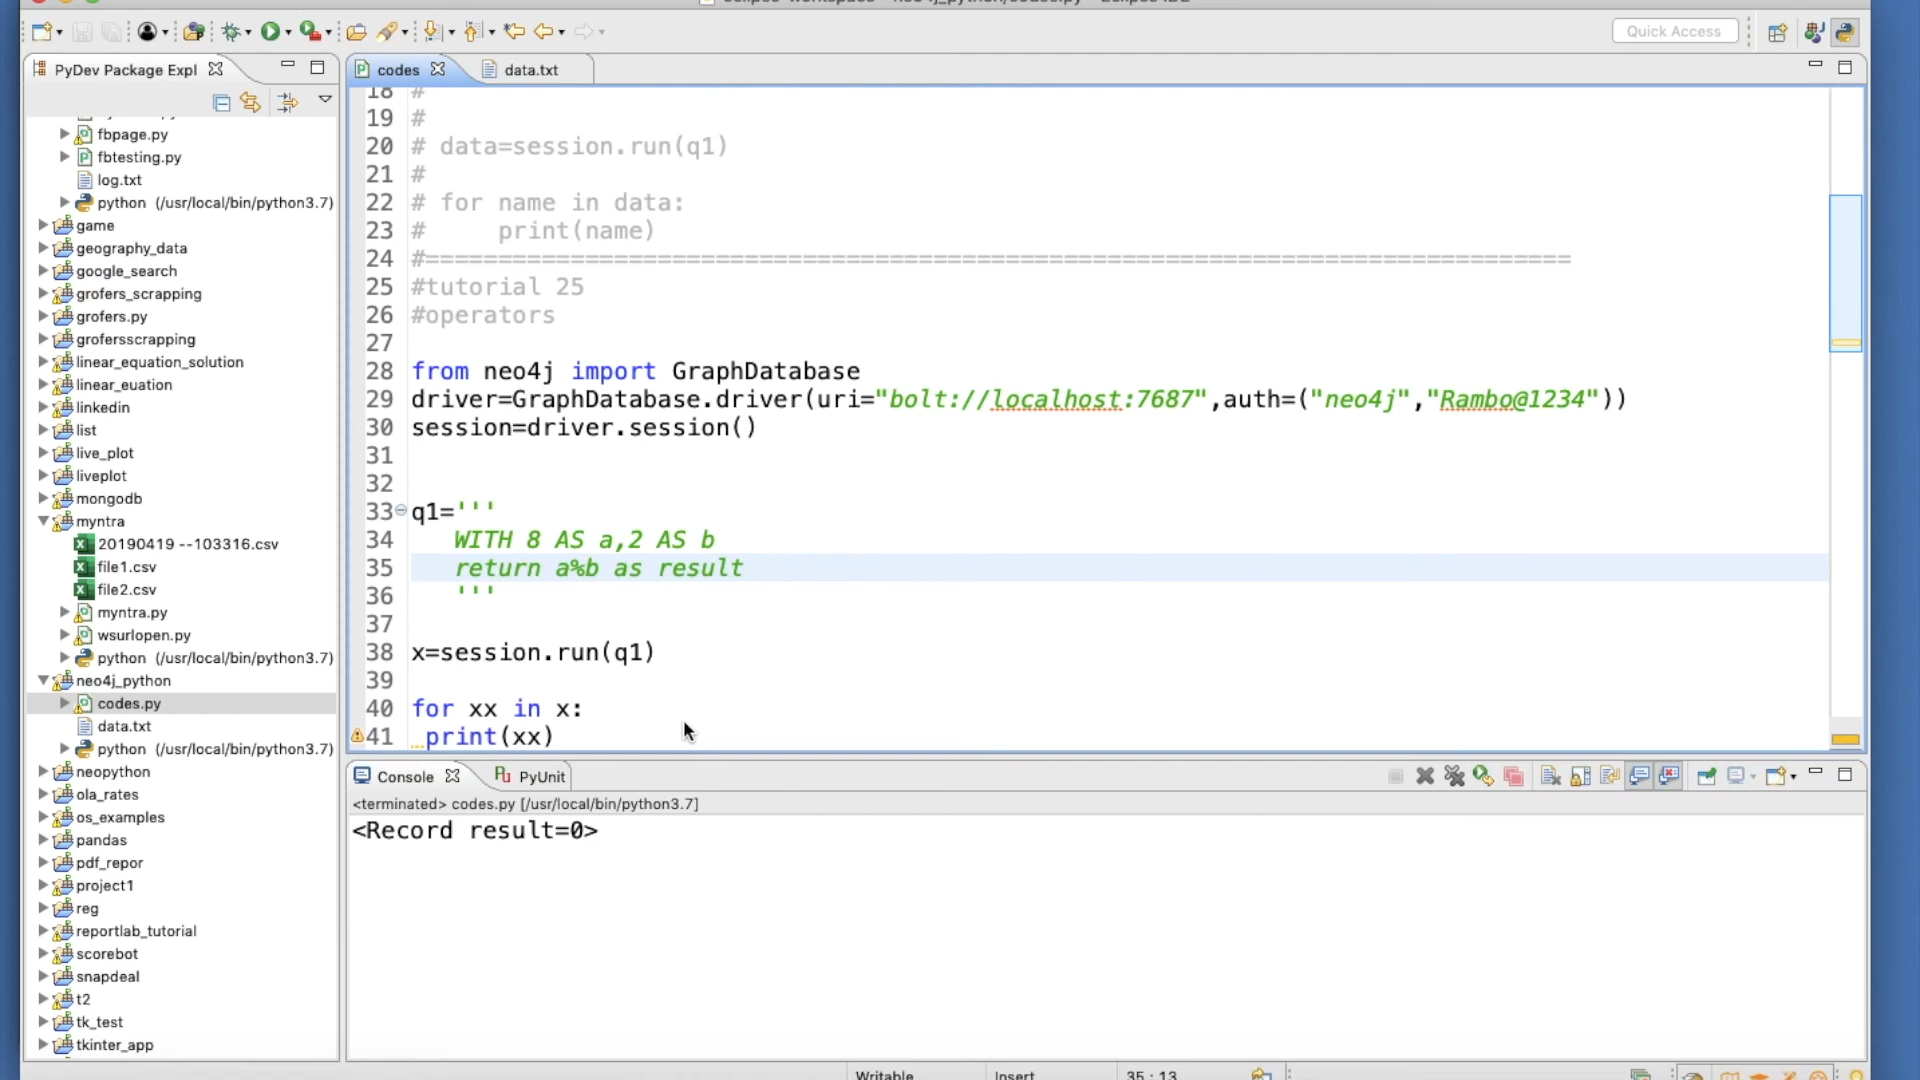 Quick Access
PyDev Package Expl
codes
data.txt
fbpage.py
fbtesting.py
log.txt
python (/usr/local/bin/python3.7)
game
geography_data
google_search
grofers_scrapping
grofers.py
grofersscrapping
linear_equation_solution
linear_euation
linkedin
list
live_plot
liveplot
mongodb
myntra
20190419 --103316.csv
file1.csv
file2.csv
myntra.py
wsurlopen.py
python (/usr/local/bin/python3.7)
neo4j_python
codes.py
data.txt
python (/usr/local/bin/python3.7)
neopython
ola_rates
os_examples
pandas
pdf_repor
project1
reg
reportlab_tutorial
scorebot
snapdeal
t2
tk_test
tkinter_app
18 #
19 #
20 # data=session.run(q1)
21 #
22 # for name in data:
23 #     print(name)
24 #===============================================================================
25 #tutorial 25
26 #operators
27
28 from neo4j import GraphDatabase
29 driver=GraphDatabase.driver(uri="bolt://localhost:7687",auth=("neo4j","Rambo@1234"))
30 session=driver.session()
31
32
33 q1='''
34    WITH 8 AS a,2 AS b
35    return a%b as result
36    '''
37
38 x=session.run(q1)
39
40 for xx in x:
41  print(xx)
Console
PyUnit
<terminated> codes.py [/usr/local/bin/python3.7]
<Record result=0>
Writable
Insert
35 : 13